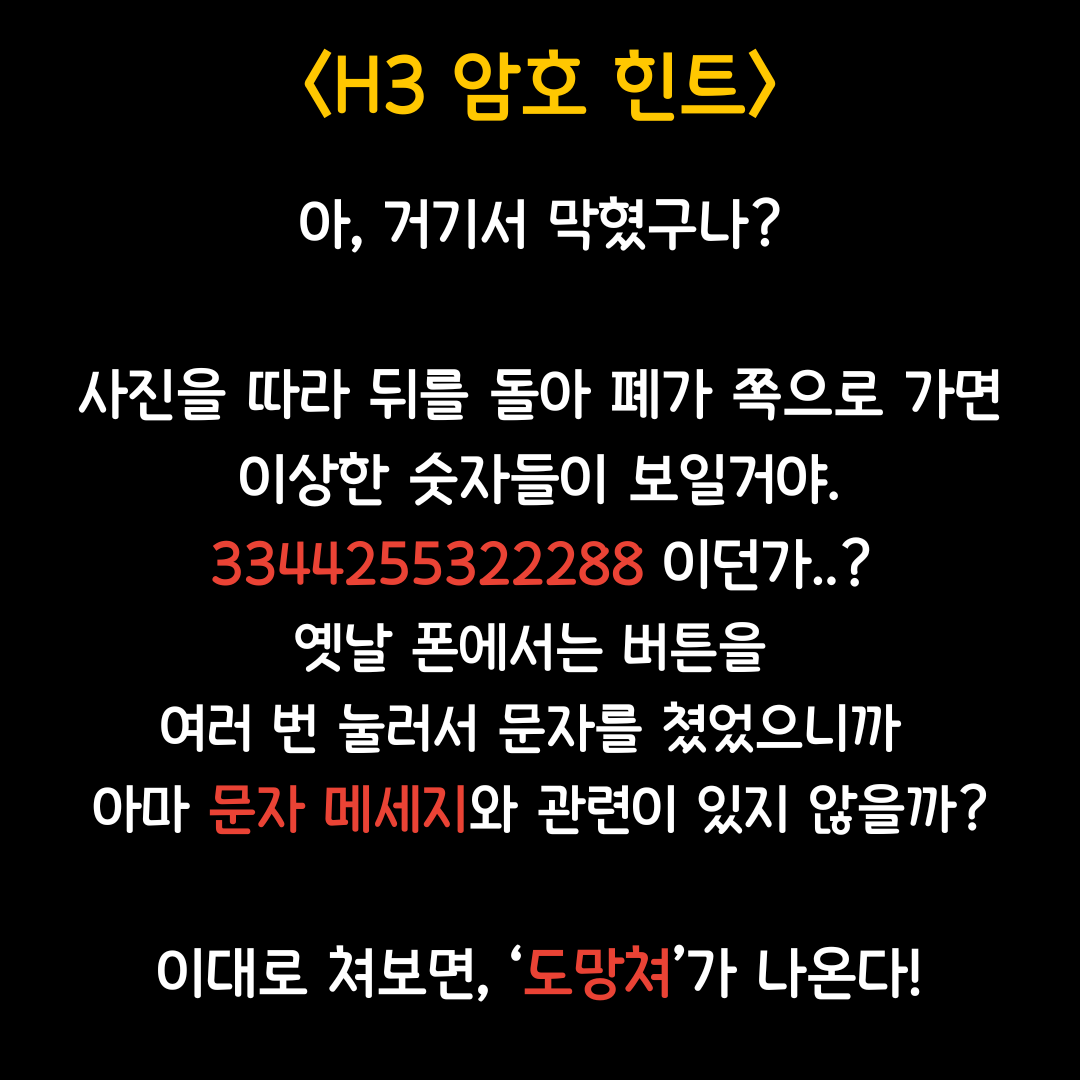 <H3 암호 힌트>
아, 거기서 막혔구나?
사진을 따라 뒤를 돌아 폐가 쪽으로 가면
이상한 숫자들이 보일거야.
3344255322288 이던가..?
옛날 폰에서는 버튼을
여러 번 눌러서 문자를 쳤었으니까
아마 문자 메세지와 관련이 있지 않을까?
이대로 쳐보면, ‘도망쳐’가 나온다!